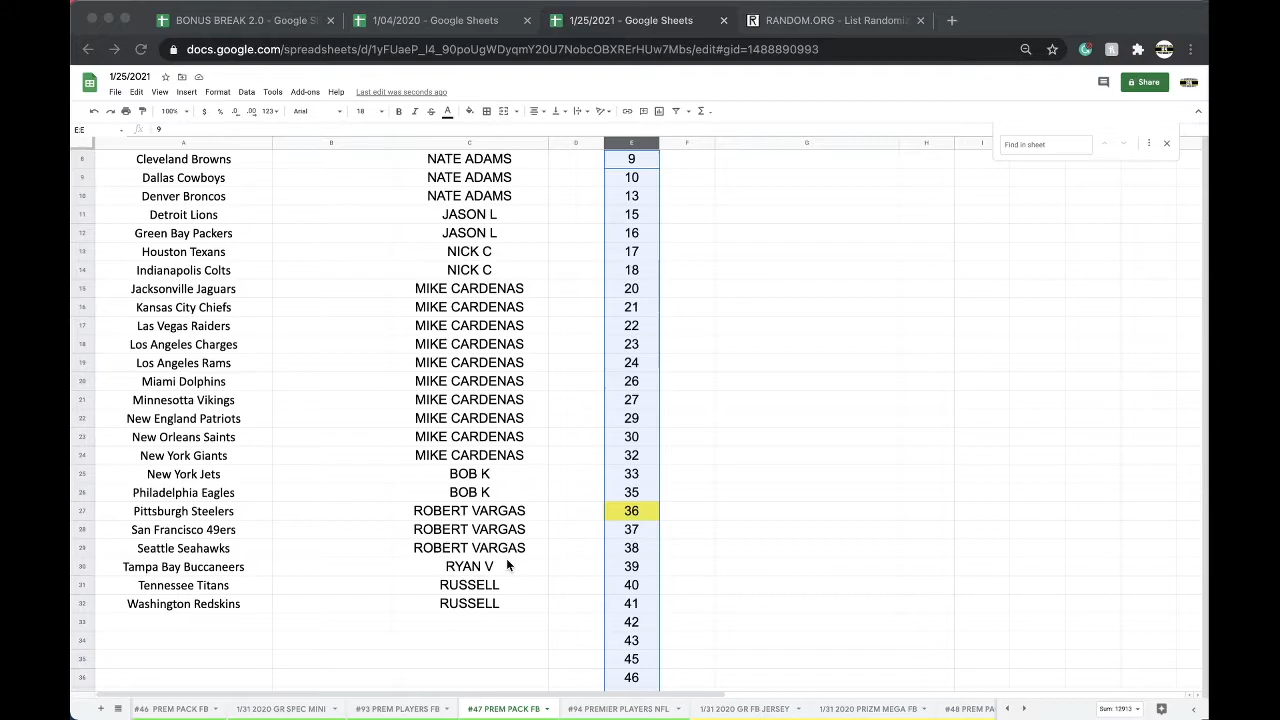 BONUS BREAK 2.0 - Google S
1/04/2020 - Google Sheets
1/25/2021 - Google Sheets
RANDOM.ORG - List Randomiz
docs.google.com/spreadsheets/d/1yFUaeP_l4_90poUgWDyqmY20U7NobcOBXRErHUw7Mbs/edit#gid=1488890993
1/25/2021
File Edit View Insert Format Data Tools Add-ons Help Last edit was seconds ago
Share
100% $ % .0 .00 123 Arial 18 B I S A
E:E fx 9
Find in sheet
A B C D E F G H I
8 Cleveland Browns NATE ADAMS 9
9 Dallas Cowboys NATE ADAMS 10
10 Denver Broncos NATE ADAMS 13
11 Detroit Lions JASON L 15
12 Green Bay Packers JASON L 16
13 Houston Texans NICK C 17
14 Indianapolis Colts NICK C 18
15 Jacksonville Jaguars MIKE CARDENAS 20
16 Kansas City Chiefs MIKE CARDENAS 21
17 Las Vegas Raiders MIKE CARDENAS 22
18 Los Angeles Charges MIKE CARDENAS 23
19 Los Angeles Rams MIKE CARDENAS 24
20 Miami Dolphins MIKE CARDENAS 26
21 Minnesotta Vikings MIKE CARDENAS 27
22 New England Patriots MIKE CARDENAS 29
23 New Orleans Saints MIKE CARDENAS 30
24 New York Giants MIKE CARDENAS 32
25 New York Jets BOB K 33
26 Philadelphia Eagles BOB K 35
27 Pittsburgh Steelers ROBERT VARGAS 36
28 San Francisco 49ers ROBERT VARGAS 37
29 Seattle Seahawks ROBERT VARGAS 38
30 Tampa Bay Buccaneers RYAN V 39
31 Tennessee Titans RUSSELL 40
32 Washington Redskins RUSSELL 41
33 42
34 43
35 45
36 46
#46 PREM PACK FB 1/31 2020 GR SPEC MINI #93 PREM PLAYERS FB #47 PREM PACK FB #94 PREMIER PLAYERS NFL 1/31 2020 GR FB JERSEY 1/31 2020 PRIZM MEGA FB #48 PREM PA Sum: 12913